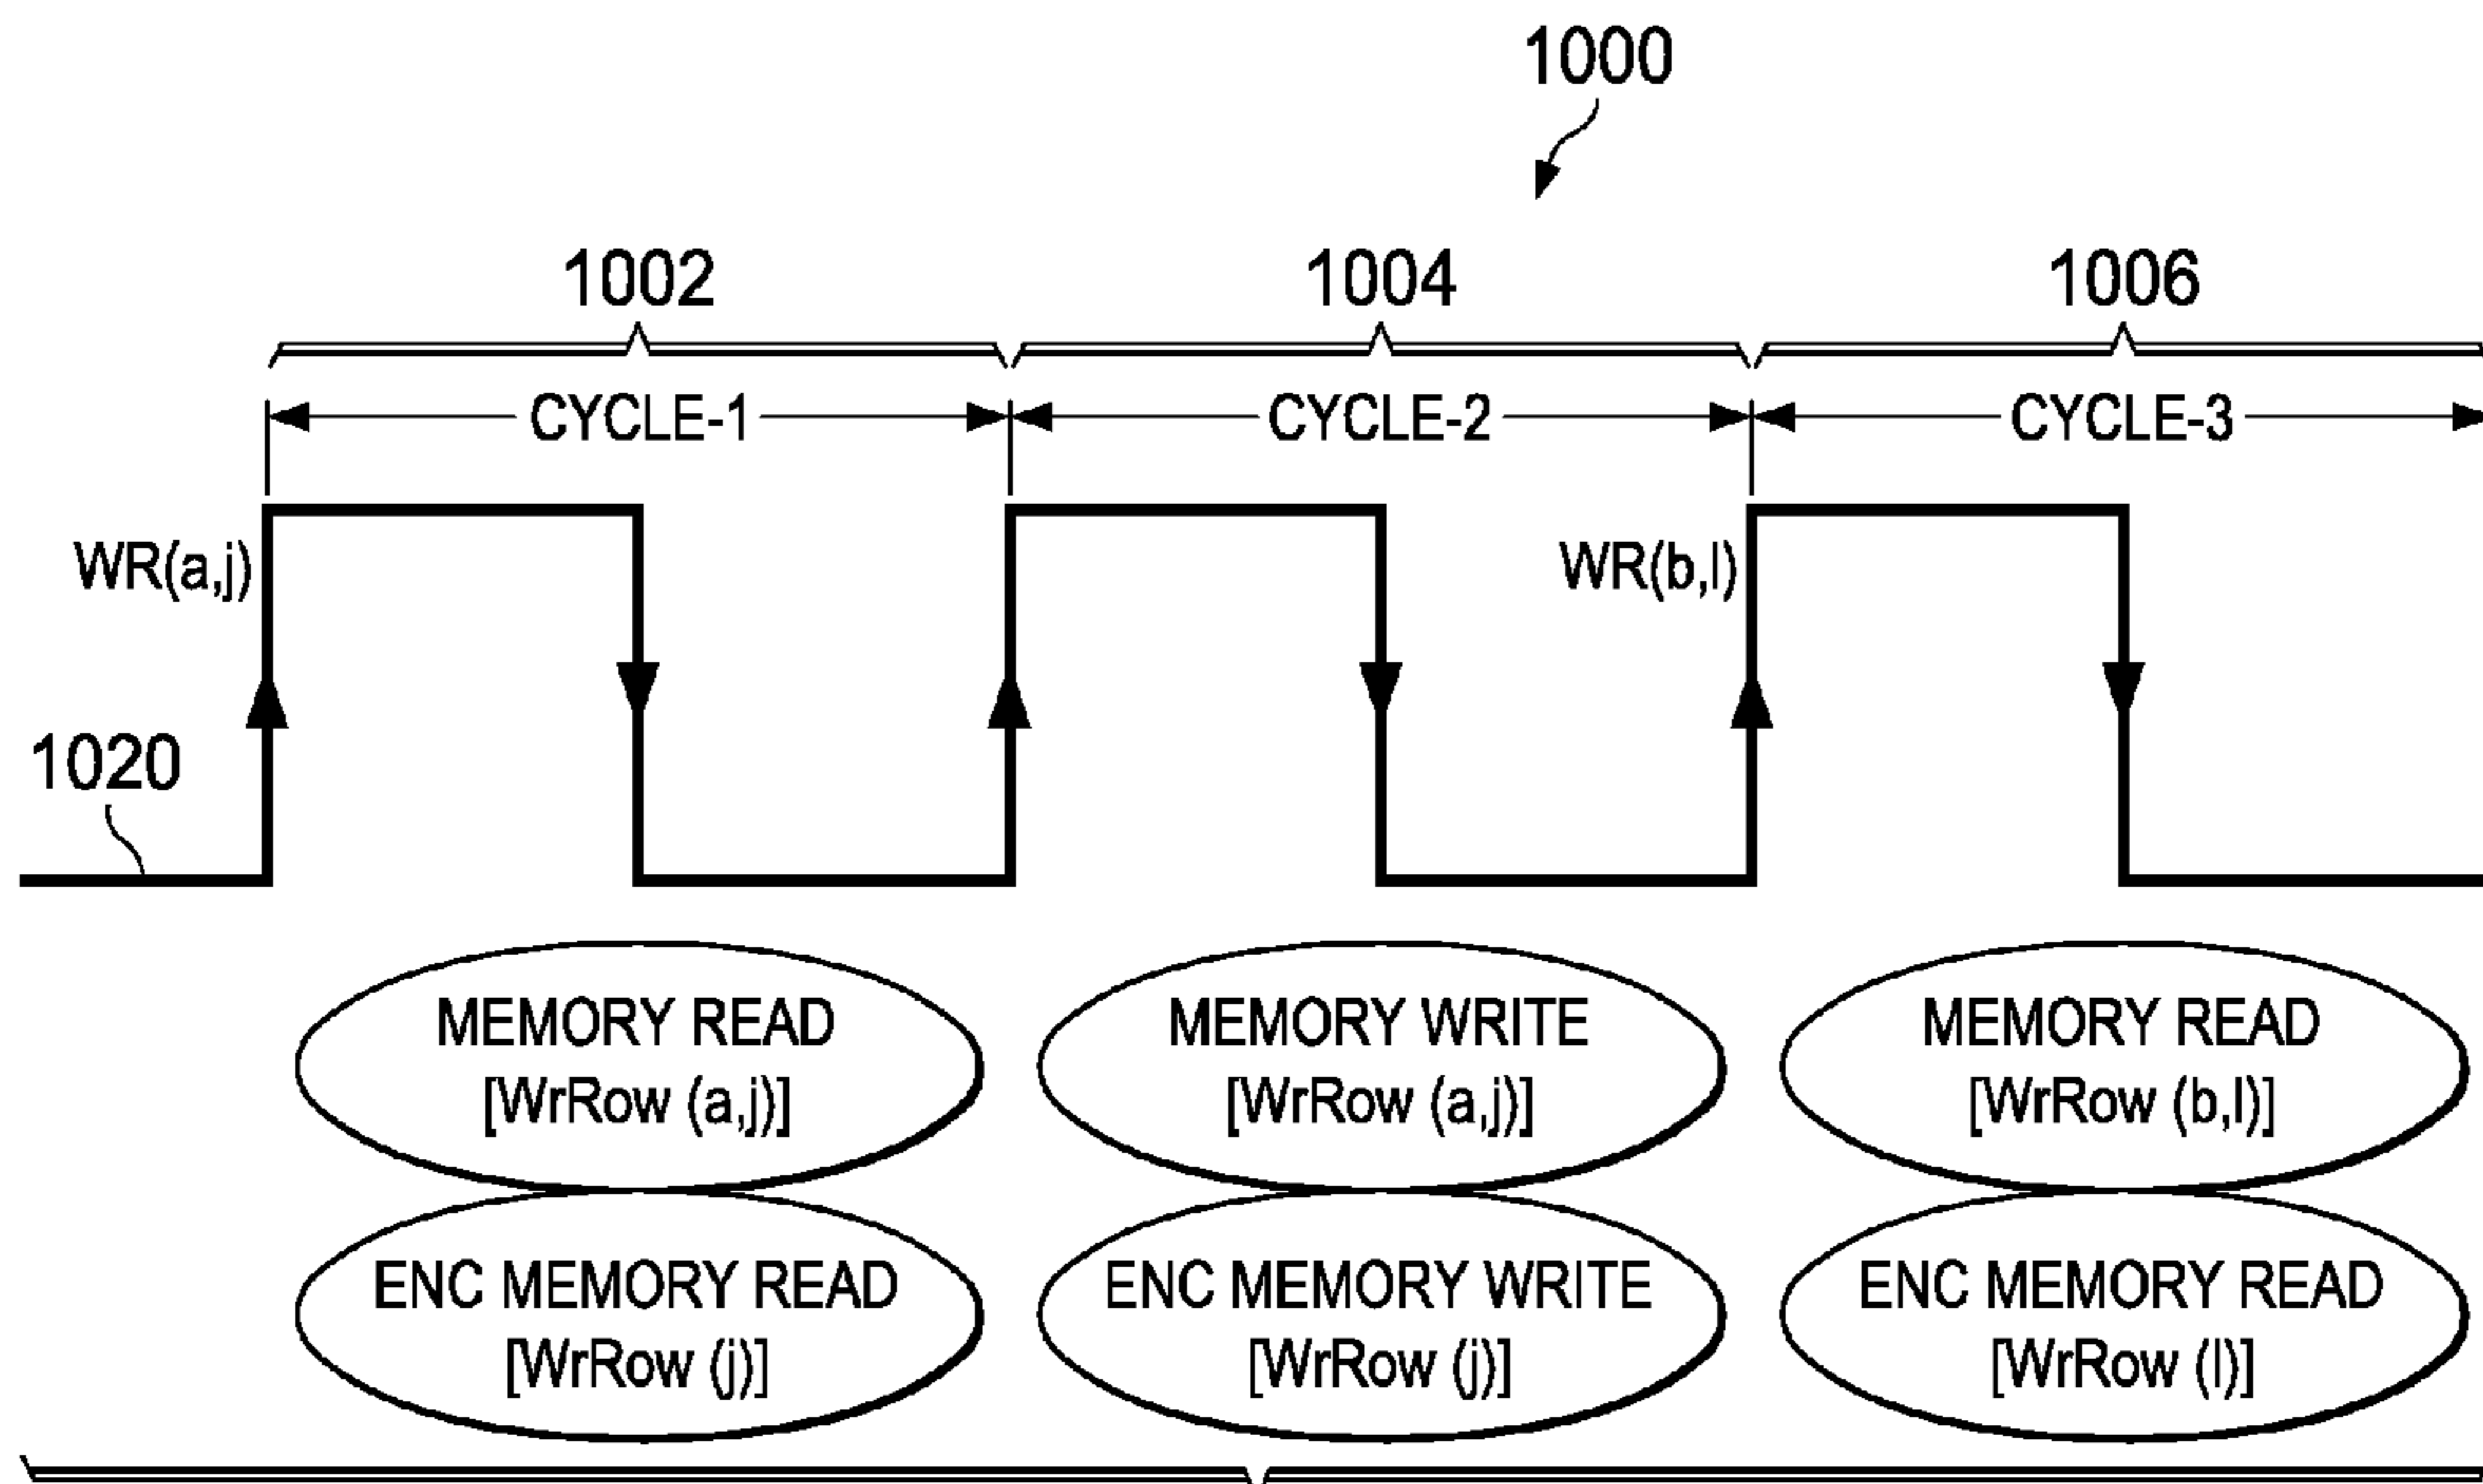 1000
1002 1004 1006
CYCLE-1 CYCLE-2 CYCLE-3
WR(a,j) WR(b,l)
1020
MEMORY READ MEMORY WRITE MEMORY READ
[WrRow (a,j)] [WrRow (a,j)] [WrRow (b,l)]
ENC MEMORY READ ENC MEMORY WRITE ENC MEMORY READ
[WrRow (j)] [WrRow (j)] [WrRow (l)]